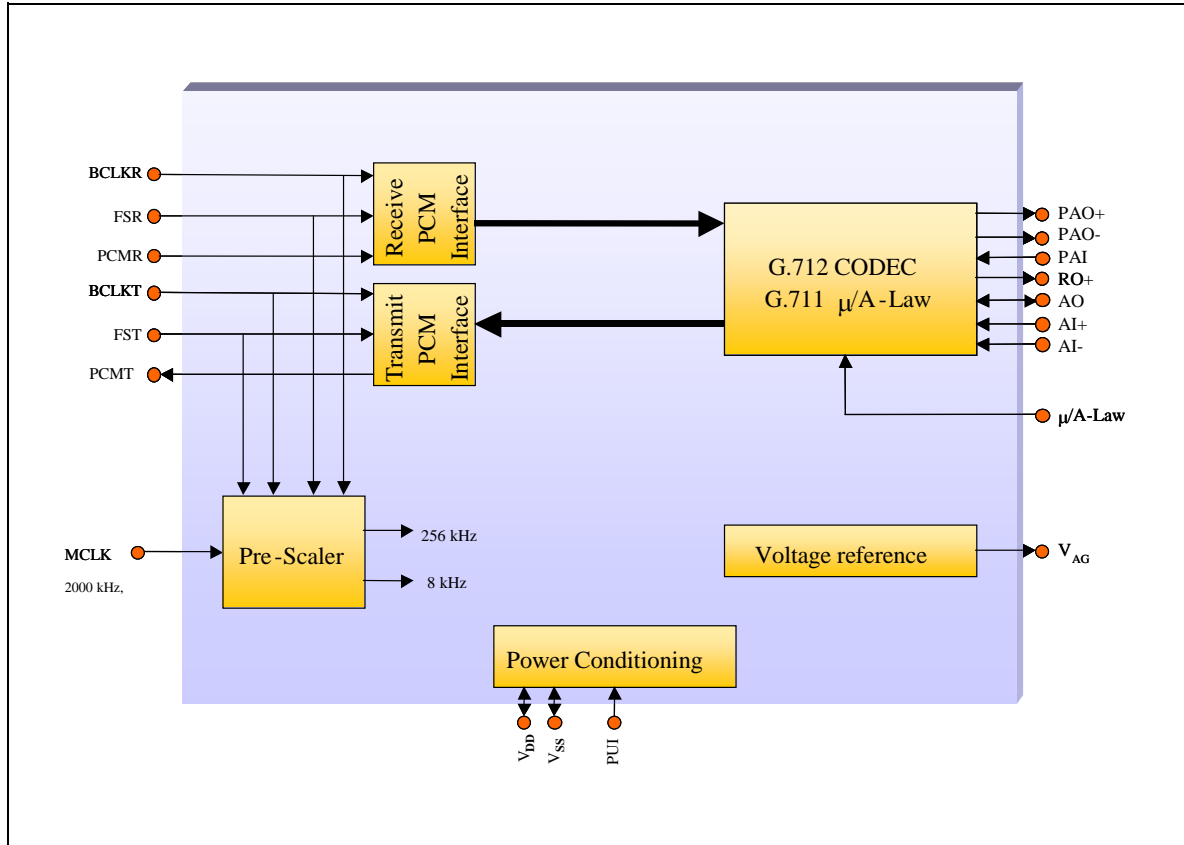 BCLKR
FSR
PCMR
BCLKT
FST
PCMT
Receive
PCM
Interface
Transmit
PCM
Interface
G.712 CODEC
G.711 μ/A-Law
PAO+
PAO-
PAI
RO+
AO
AI+
AI-
μ/A-Law
MCLK
2000 kHz,
Pre-Scaler
256 kHz
8 kHz
Voltage reference
VAG
Power Conditioning
VDD
VSS
PUI